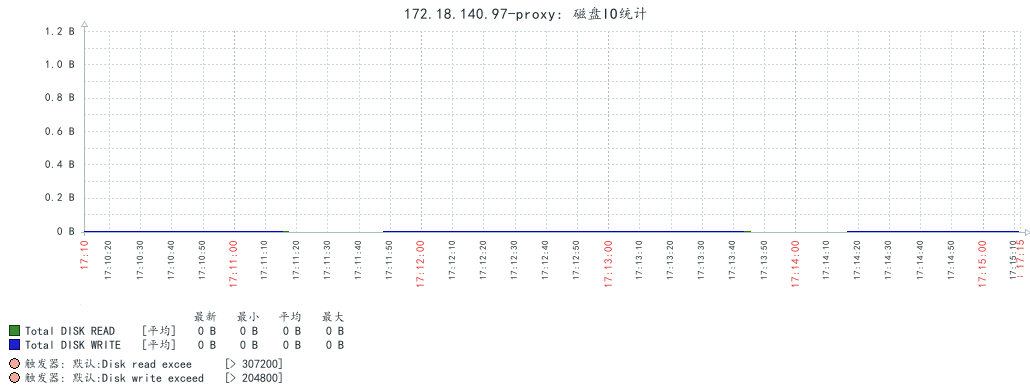 172.18.140.97-proxy: 磁盘IO统计
1.2 B
1.0 B
0.8 B
0.6 B
0.4 B
0.2 B
0 B
17:10 17:10:20 17:10:30 17:10:40 17:10:50 17:11:00 17:11:10 17:11:20 17:11:30 17:11:40 17:11:50 17:12:00 17:12:10 17:12:20 17:12:30 17:12:40 17:12:50 17:13:00 17:13:10 17:13:20 17:13:30 17:13:40 17:13:50 17:14:00 17:14:10 17:14:20 17:14:30 17:14:40 17:14:50 17:15:00 17:15:10 17:15
最新 最小 平均 最大
Total DISK READ [平均] 0 B 0 B 0 B 0 B
Total DISK WRITE [平均] 0 B 0 B 0 B 0 B
触发器: 默认:Disk read excee [> 307200]
触发器: 默认:Disk write exceed [> 204800]